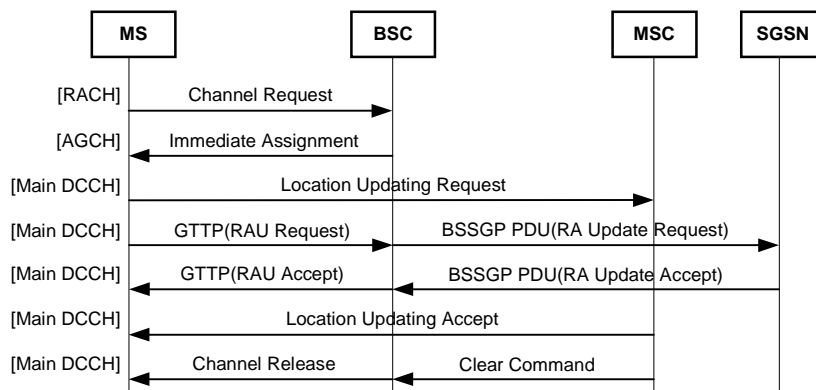 MS BSC MSC SGSN
[RACH] Channel Request
[AGCH] Immediate Assignment
[Main DCCH] Location Updating Request
[Main DCCH] GTTP(RAU Request) BSSGP PDU(RA Update Request)
[Main DCCH] GTTP(RAU Accept) BSSGP PDU(RA Update Accept)
[Main DCCH] Location Updating Accept
[Main DCCH] Channel Release Clear Command